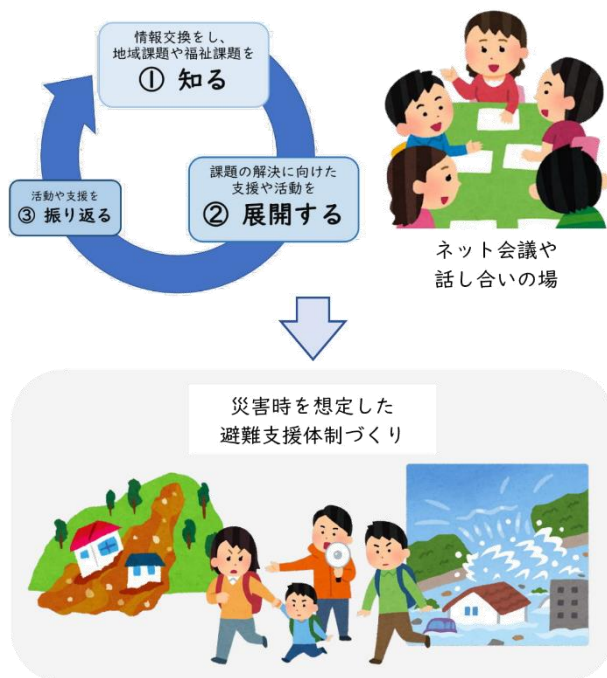 情報交換をし、
地域課題や福祉課題を
① 知る
課題の解決に向けた
支援や活動を
② 展開する
活動や支援を
③ 振り返る
ネット会議や
話し合いの場
災害時を想定した
避難支援体制づくり